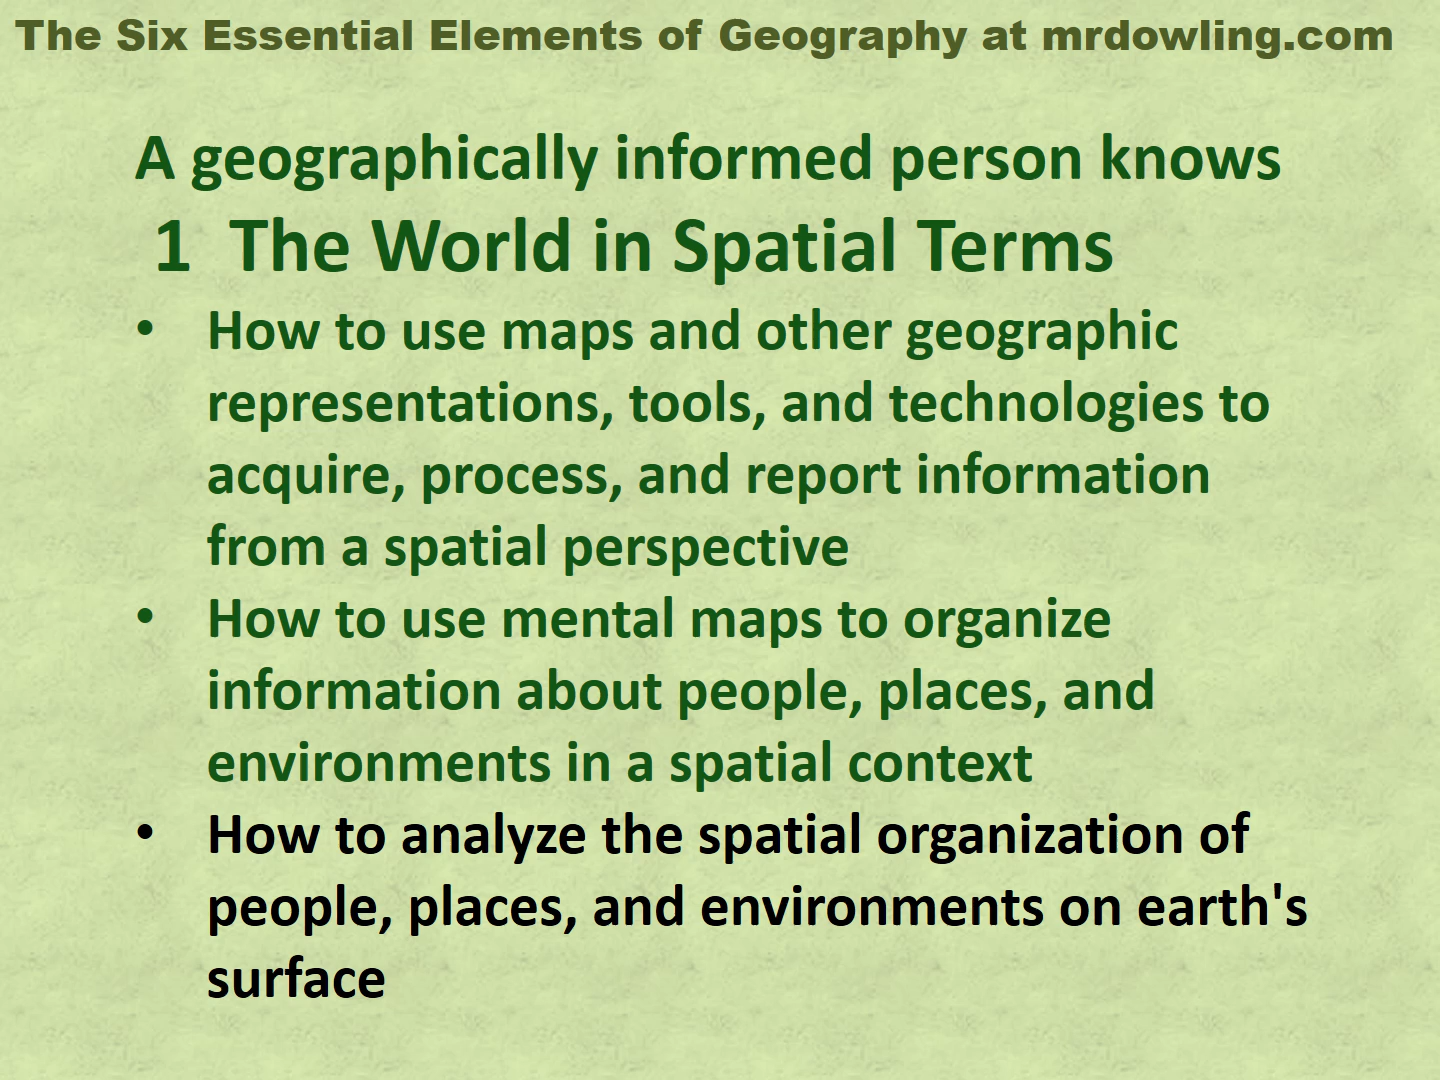 The Six Essential Elements of Geography at mrdowling.com
A geographically informed person knows
1 The World in Spatial Terms
• How to use maps and other geographic
representations, tools, and technologies to
acquire, process, and report information
from a spatial perspective
• How to use mental maps to organize
information about people, places, and
environments in a spatial context
• How to analyze the spatial organization of
people, places, and environments on earth's
surface